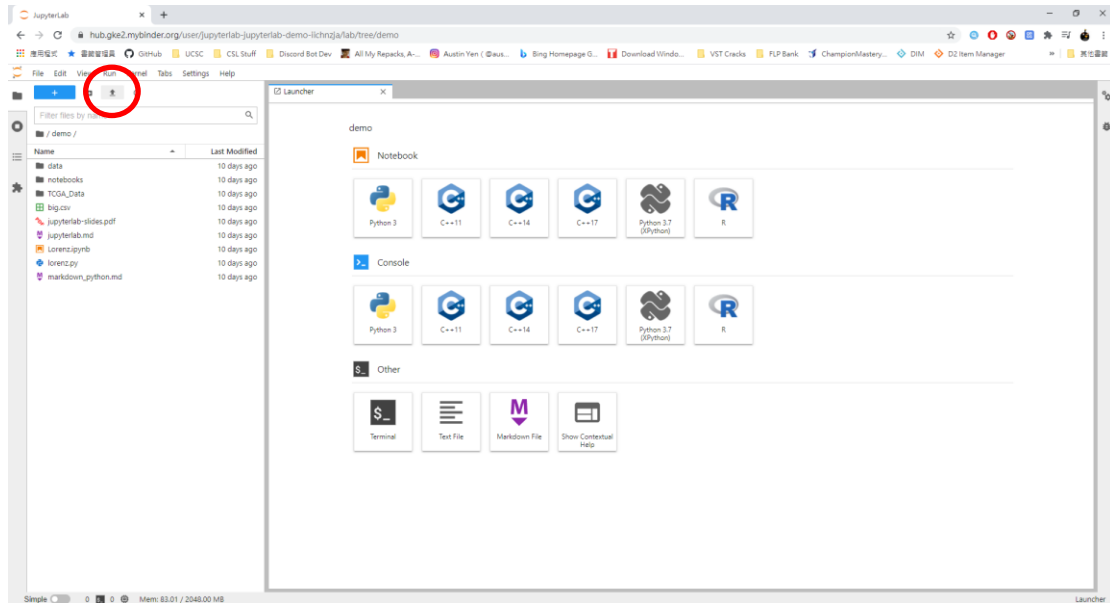 JupyterLab
hub.gke2.mybinder.org/user/jupyterlab-jupyterlab-demo-lichnzja/lab/tree/demo
應用程式 書籤管理員 GitHub UCSC CSL Stuff Discord Bot Dev All My Repacks, A-... Austin Yen ( @aus... Bing Homepage G... Download Windo... VST Cracks FLP Bank ChampionMastery... DIM D2 Item Manager » 其他書籤
File Edit View Run Kernel Tabs Settings Help
Launcher
Filter files by name
/ demo /
Name Last Modified
data 10 days ago
notebooks 10 days ago
TCGA_Data 10 days ago
big.csv 10 days ago
jupyterlab-slides.pdf 10 days ago
jupyterlab.md 10 days ago
Lorenz.ipynb 10 days ago
lorenz.py 10 days ago
markdown_python.md 10 days ago
demo
Notebook
Python 3 C++11 C++14 C++17 Python 3.7 R
(XPython)
Console
Python 3 C++11 C++14 C++17 Python 3.7 R
(XPython)
$_ Other
$_ M
Terminal Text File Markdown File Show Contextual
Help
Simple 0 0 Mem: 83.01 / 2048.00 MB Launcher